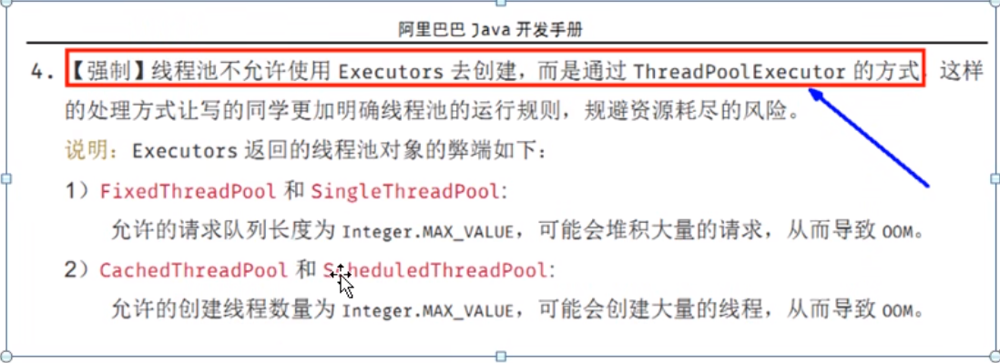 阿里巴巴 Java 开发手册
4.【强制】线程池不允许使用 Executors 去创建，而是通过 ThreadPoolExecutor 的方式，这样
的处理方式让写的同学更加明确线程池的运行规则，规避资源耗尽的风险。
说明：Executors 返回的线程池对象的弊端如下：
1）FixedThreadPool 和 SingleThreadPool:
允许的请求队列长度为 Integer.MAX_VALUE，可能会堆积大量的请求，从而导致 OOM。
2）CachedThreadPool 和 ScheduledThreadPool:
允许的创建线程数量为 Integer.MAX_VALUE，可能会创建大量的线程，从而导致 OOM。